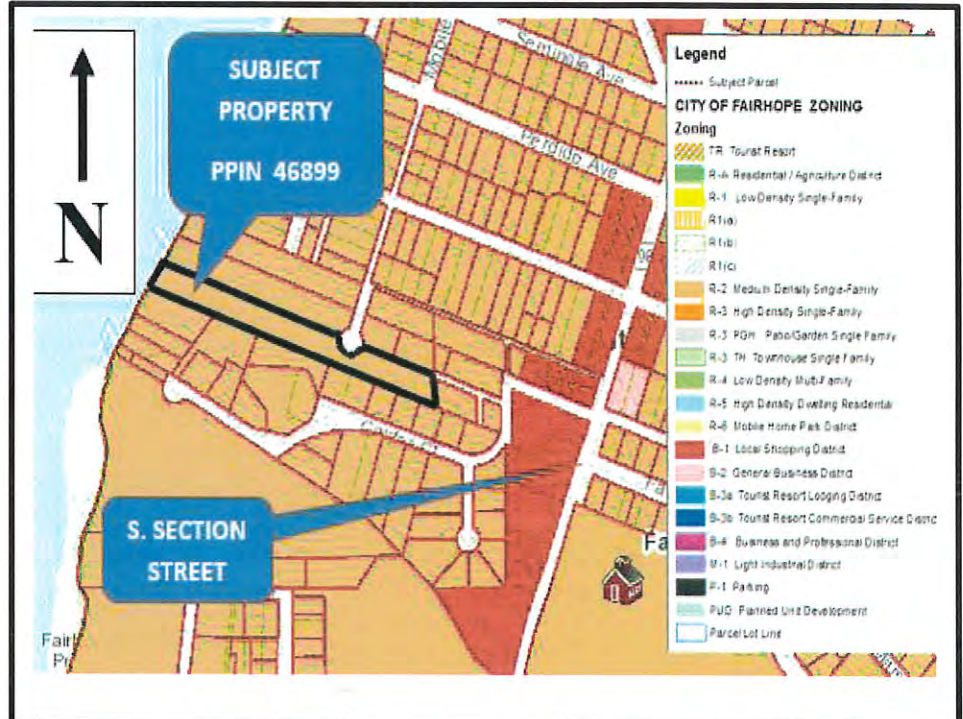 N
SUBJECT
PROPERTY
PPIN 46899
S. SECTION
STREET
Mobile
Seminole Ave
Perdido Ave
98
Legend
Subject Parcel
CITY OF FAIRHOPE ZONING
Zoning
TR Tourist Resort
R-A Residential / Agriculture District
R-1 Low Density Single-Family
R1(a)
R1(b)
R1(c)
R-2 Medium Density Single-Family
R-3 High Density Single-Family
R-3 PGH Patio/Garden Single Family
R-3 TH Townhouse Single Family
R-4 Low Density Multi-Family
R-5 High Density Dwelling Residential
R-6 Mobile Home Park District
B-1 Local Shopping District
B-2 General Business District
B-3a Tourist Resort Lodging District
B-3b Tourist Resort Commercial Service Distric
B-4 Business and Professional District
M-1 Light Industrial District
P-1 Parking
PUD Planned Unit Development
Parcel Lot Line